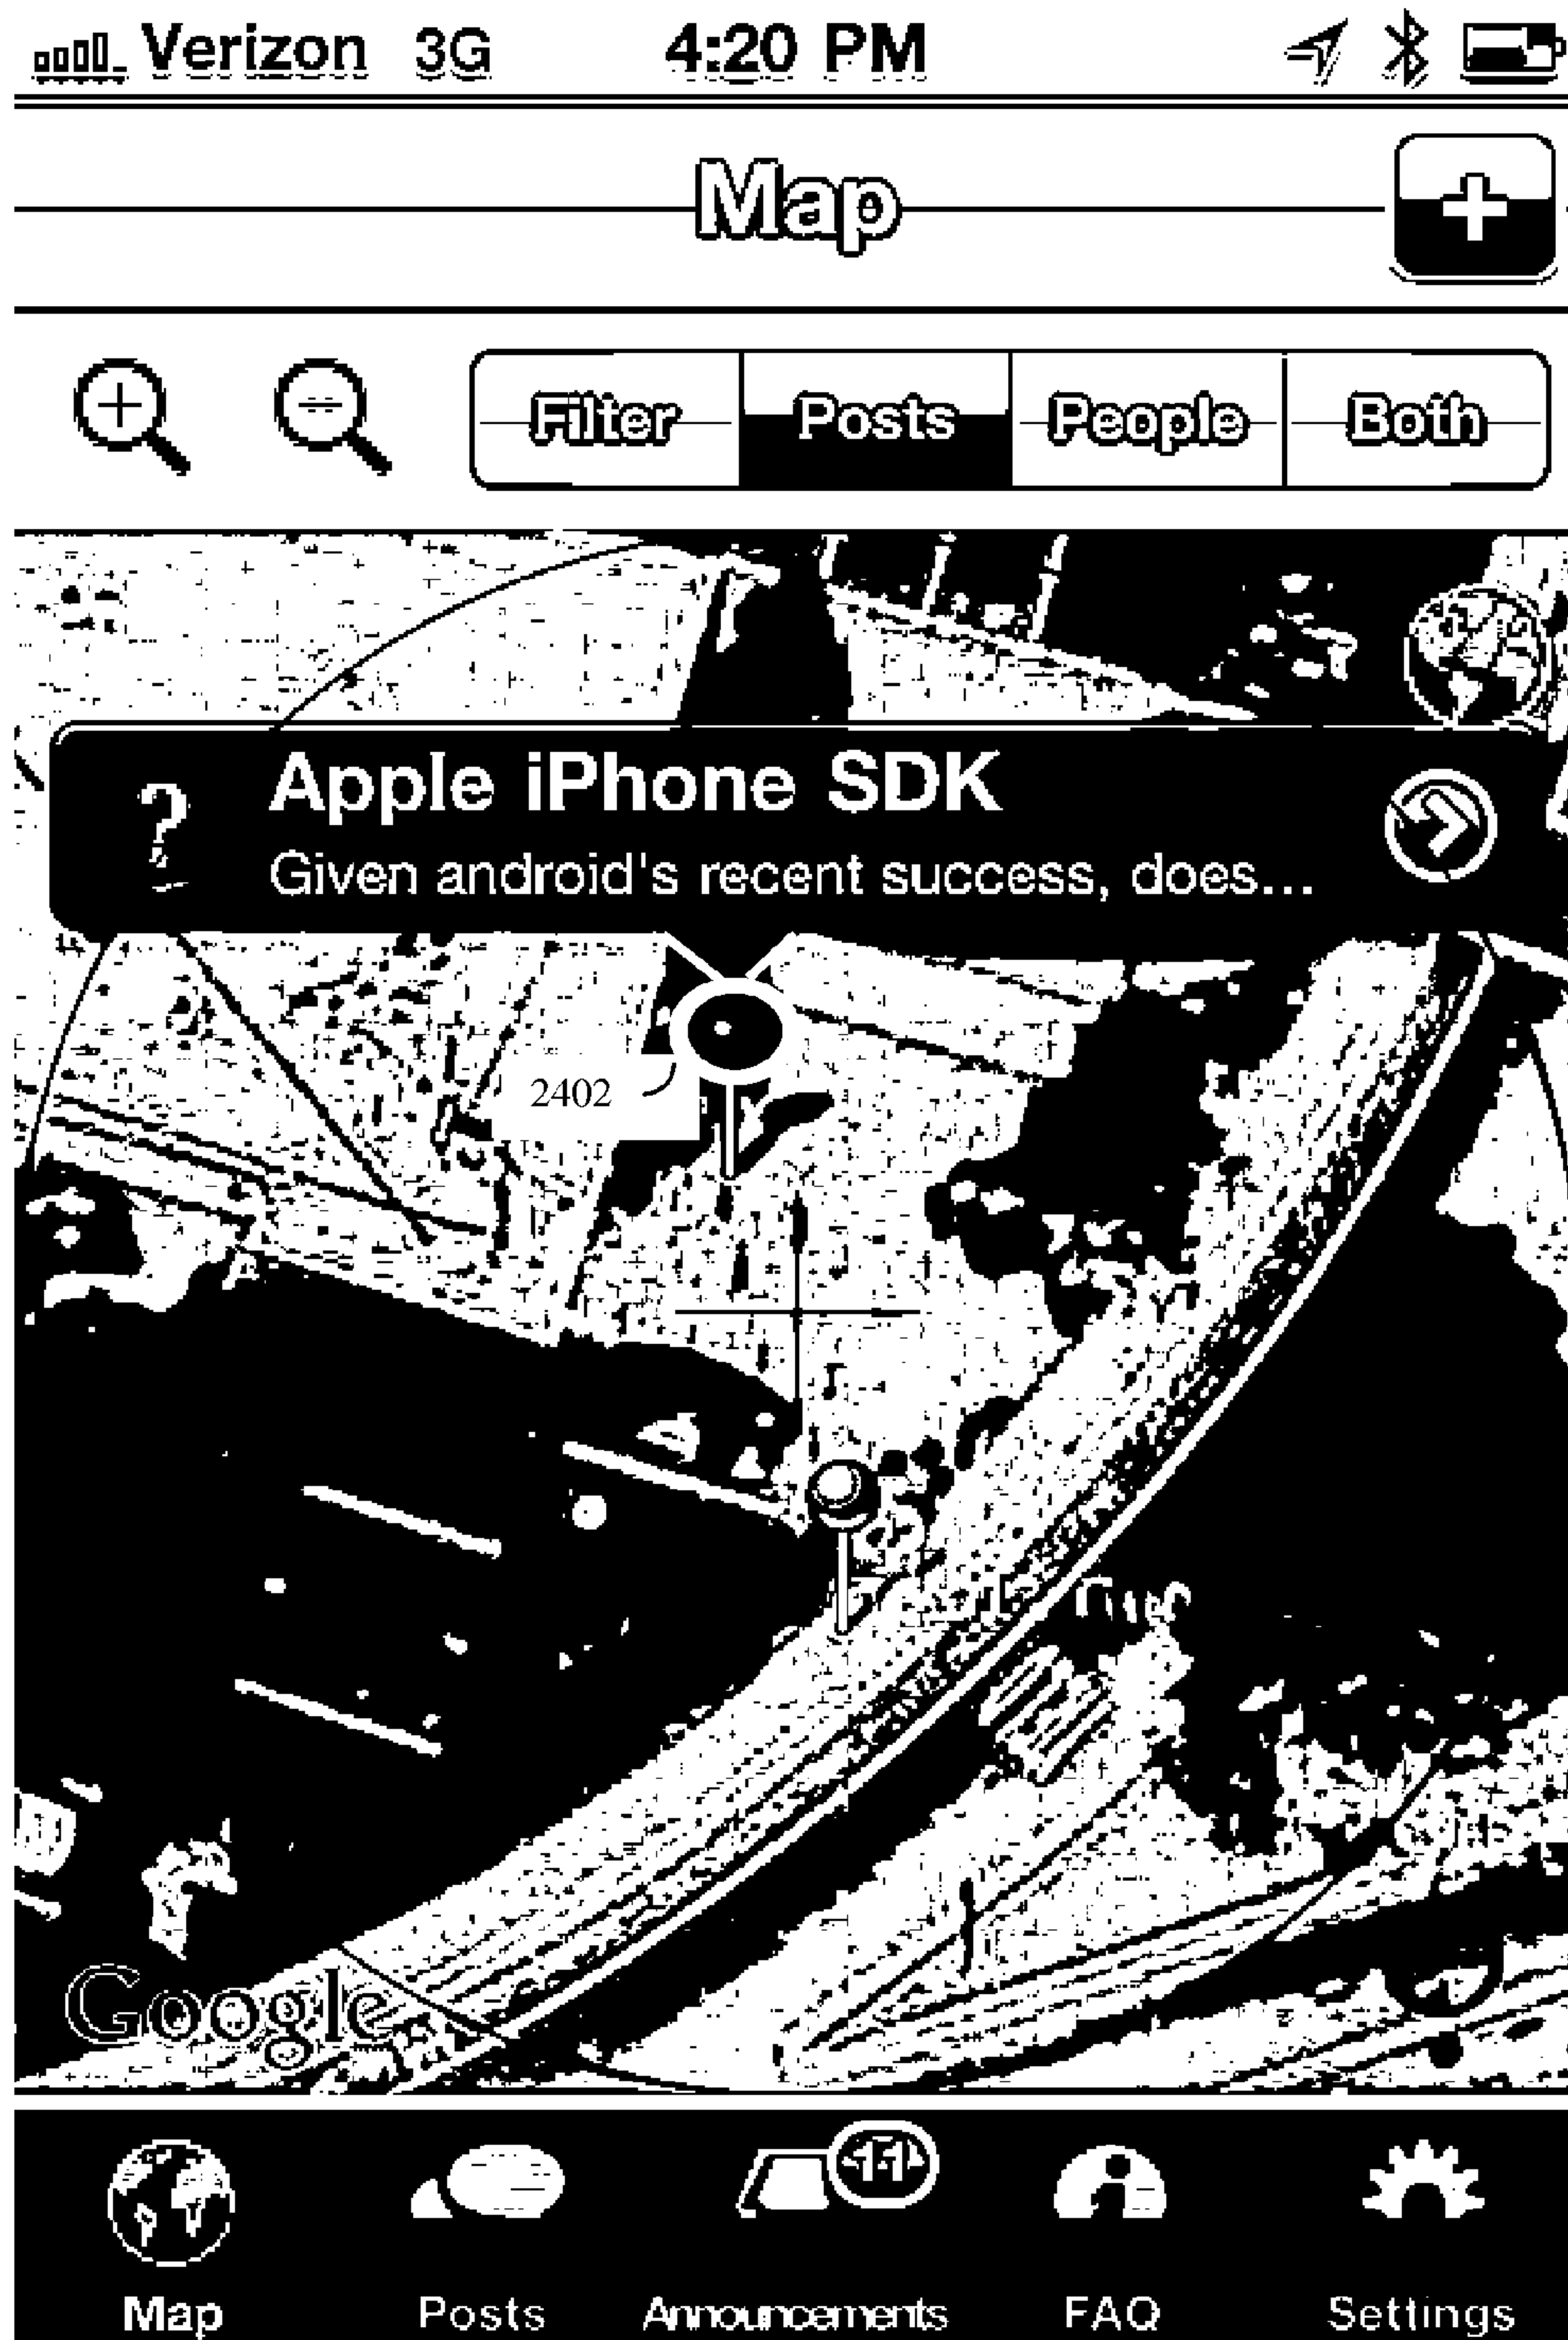 Verizon 3G 4:20 PM
Map
+
Filter Posts People Both
Apple iPhone SDK
? Given android's recent success, does...
2402
Google
11
Map Posts Announcements FAQ Settings